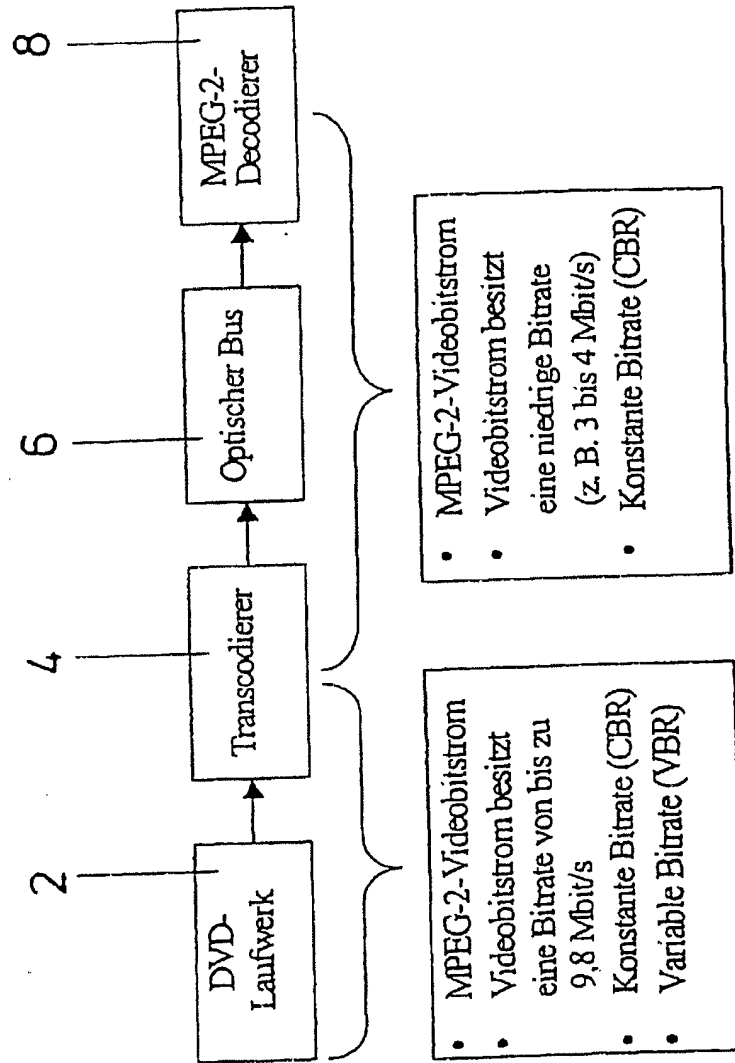 2
4
6
8
DVD-
Laufwerk
Transcodierer
Optischer Bus
MPEG-2-
Decodierer
• MPEG-2-Videobitstrom
• Videobitstrom besitzt
eine Bitrate von bis zu
9,8 Mbit/s
• Konstante Bitrate (CBR)
• Variable Bitrate (VBR)
• MPEG-2-Videobitstrom
• Videobitstrom besitzt
eine niedrige Bitrate
(z. B. 3 bis 4 Mbit/s)
• Konstante Bitrate (CBR)